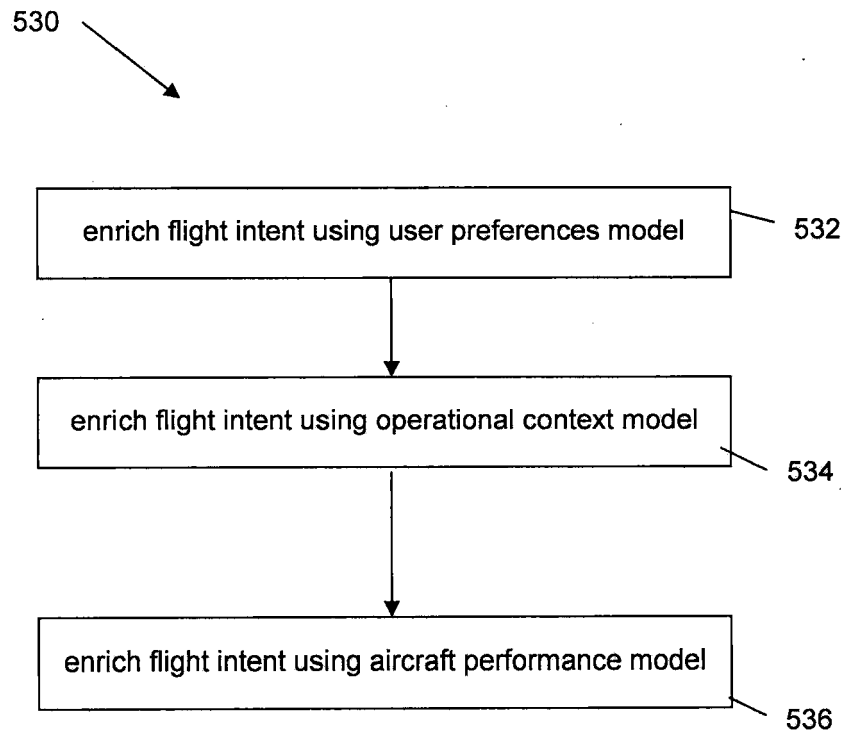 530
enrich flight intent using user preferences model
532
enrich flight intent using operational context model
534
enrich flight intent using aircraft performance model
536